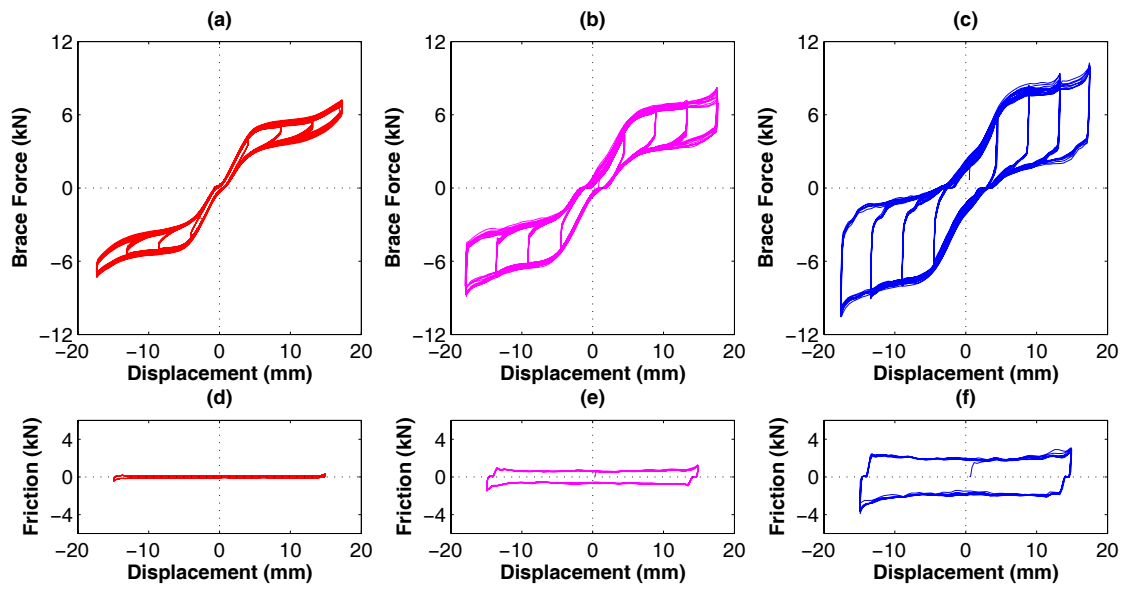 (a) (b) (c)
12 12 12
6 6 6
0 0 0
−6 −6 −6
−12 −12 −12
−20 −10 0 10 20 −20 −10 0 10 20 −20 −10 0 10 20
Brace Force (kN) Brace Force (kN) Brace Force (kN)
Displacement (mm) Displacement (mm) Displacement (mm)
(d) (e) (f)
4 4 4
0 0 0
−4 −4 −4
−20 −10 0 10 20 −20 −10 0 10 20 −20 −10 0 10 20
Friction (kN) Friction (kN) Friction (kN)
Displacement (mm) Displacement (mm) Displacement (mm)